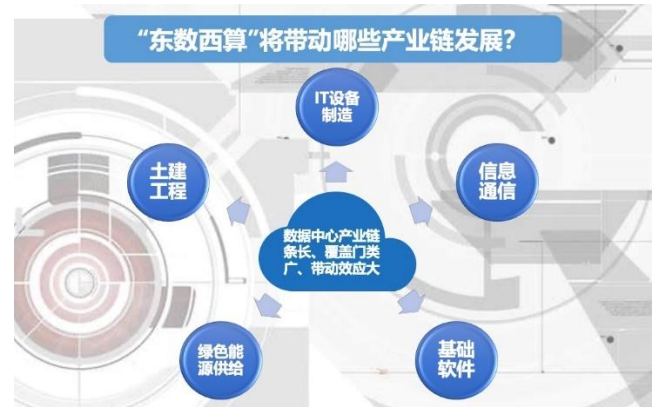 “东数西算”将带动哪些产业链发展？
IT设备
制造
土建
工程
信息
通信
数据中心产业链
条长、覆盖门类
广、带动效应大
绿色能
源供给
基础
软件